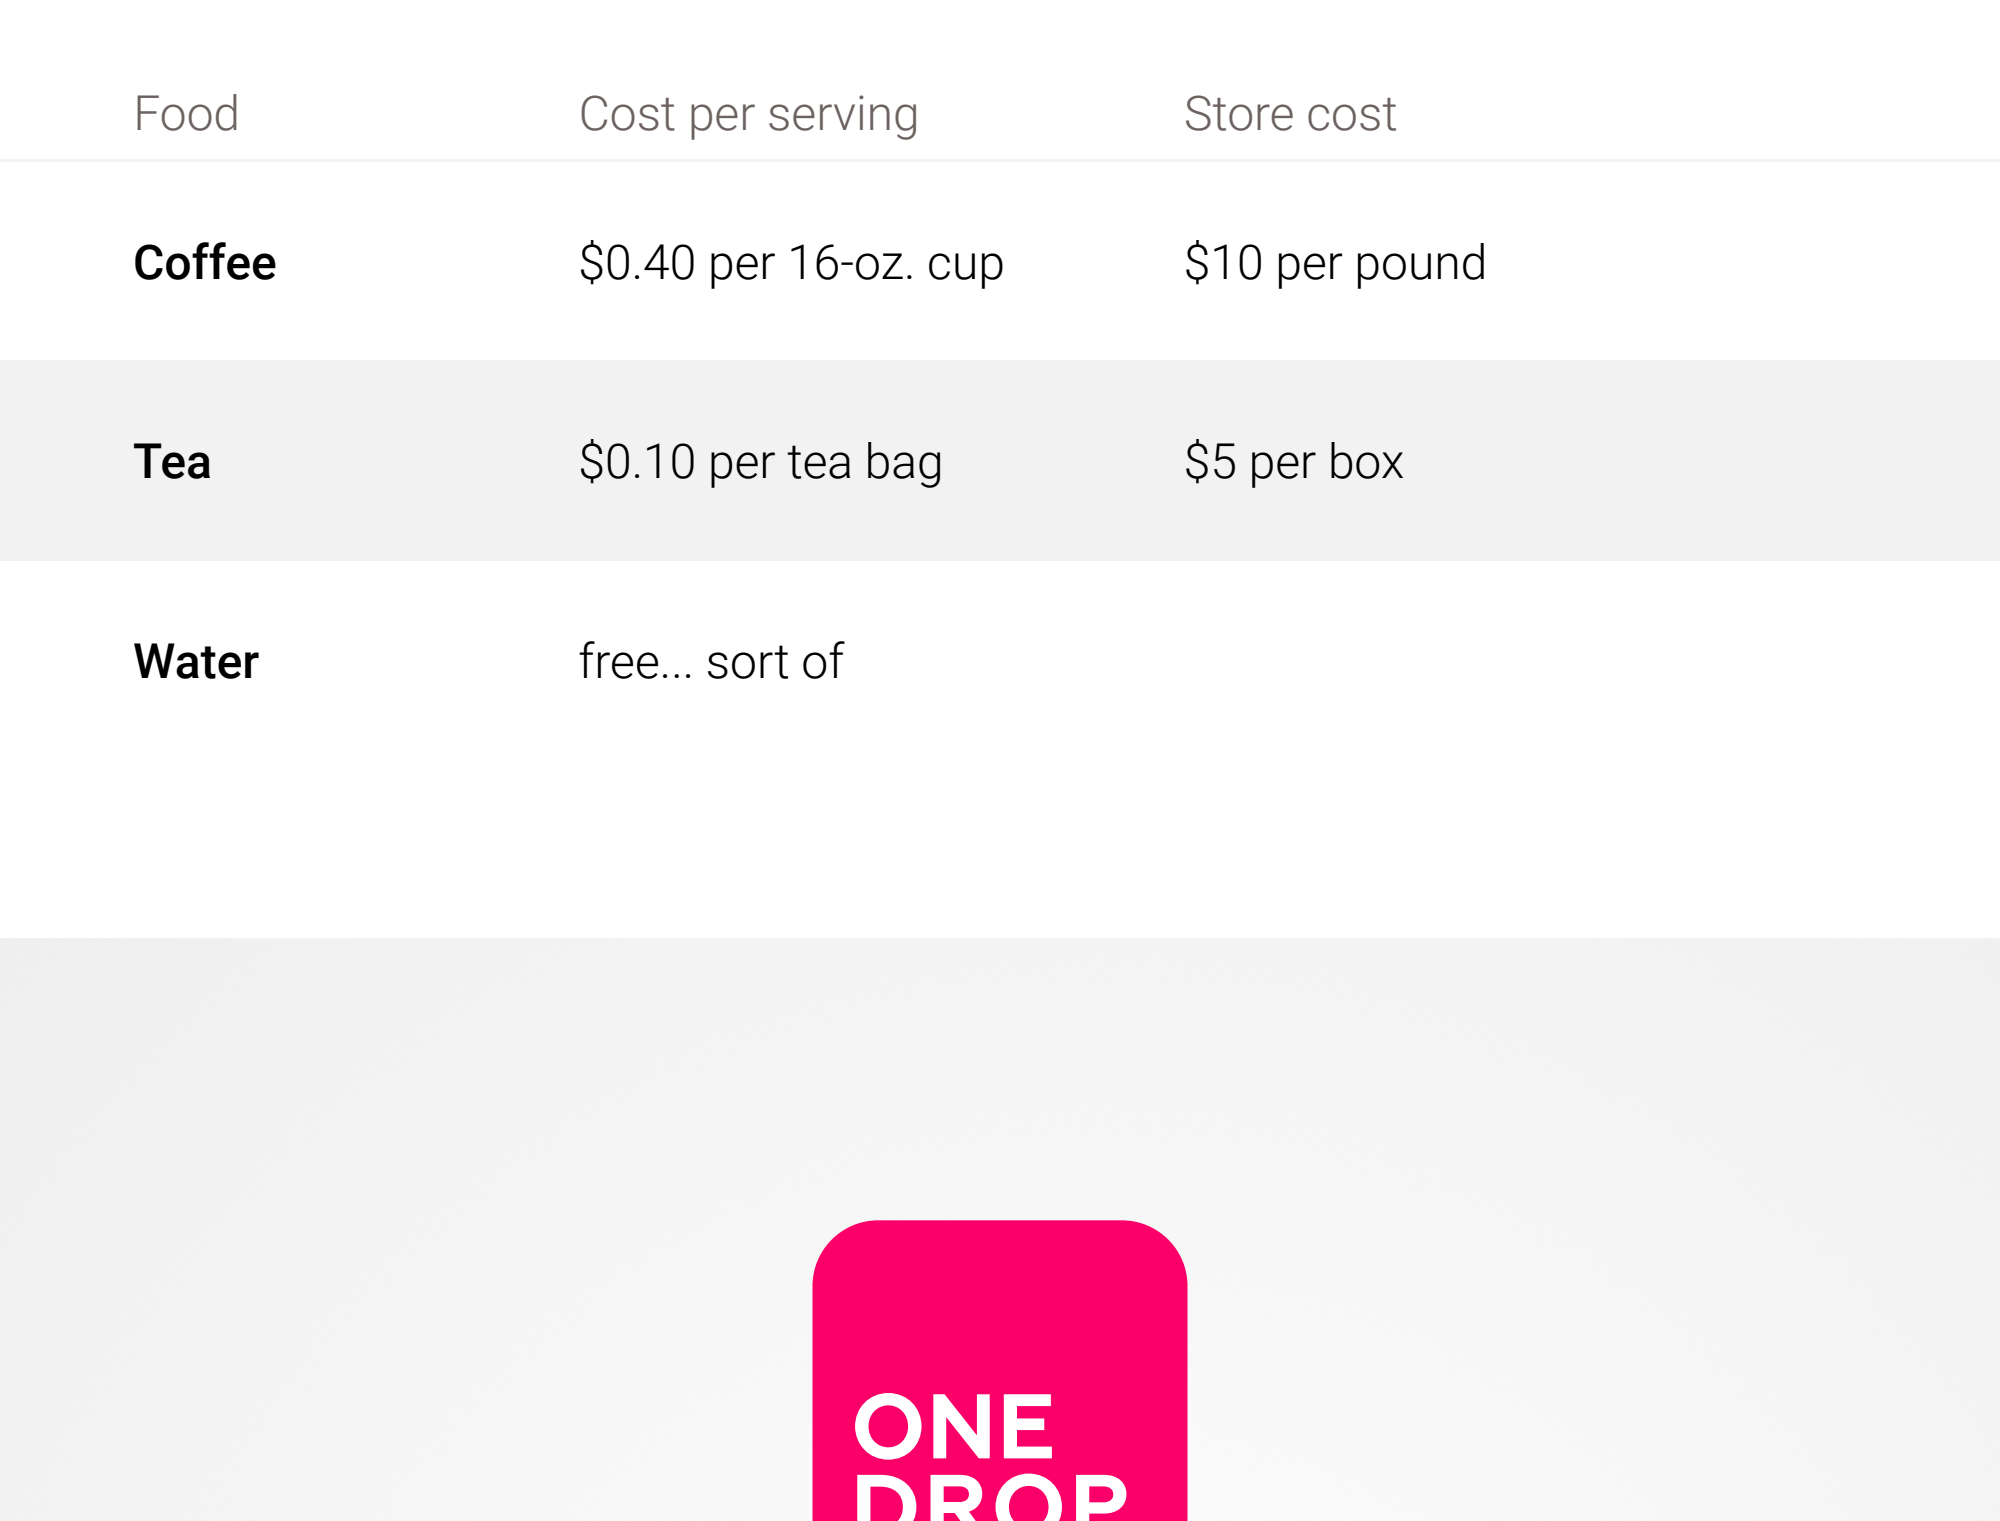 Food Cost per serving Store cost
Coffee $0.40 per 16-oz. cup $10 per pound
Tea $0.10 per tea bag $5 per box
Water free... sort of
ONE
DROP